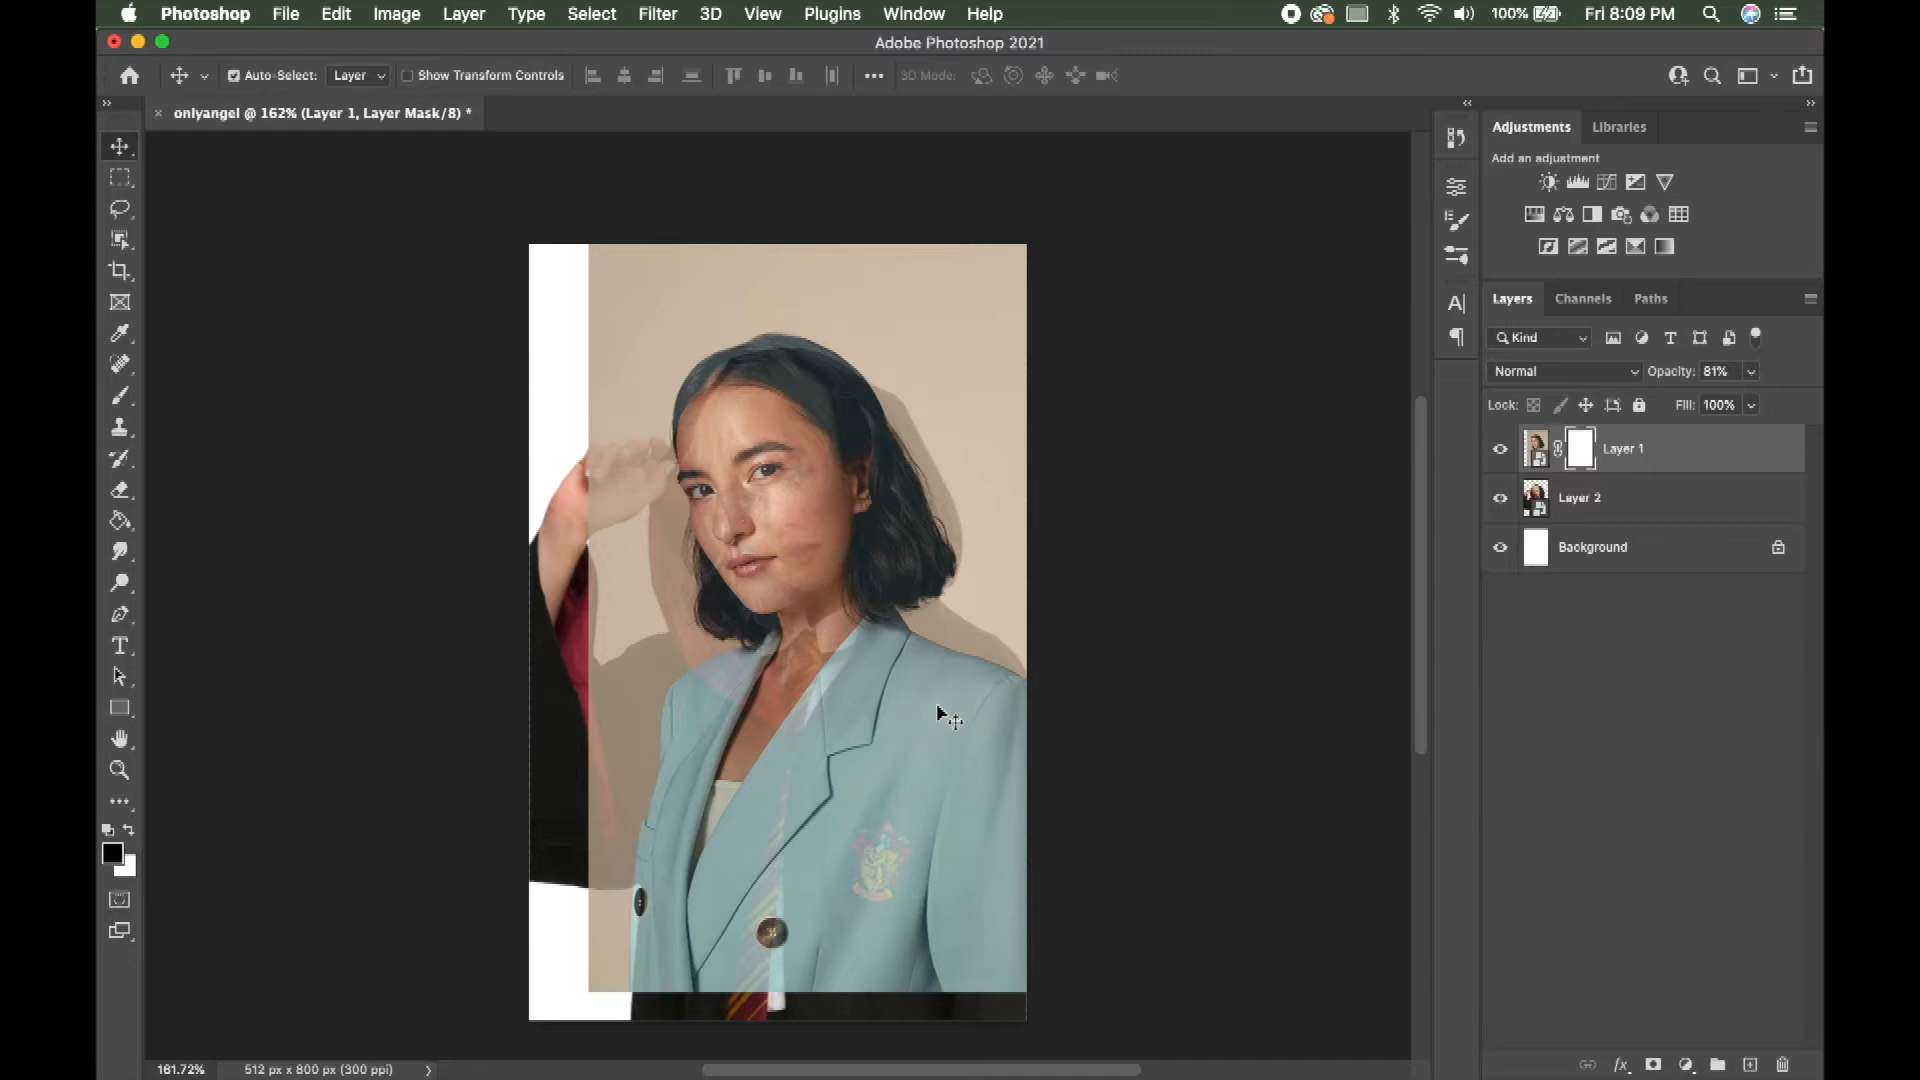 Photoshop File Edit Image Layer Type Select Filter 3D View Plugins Window Help 100% Fri 8:09 PM
Adobe Photoshop 2021
Auto-Select: Layer Show Transform Controls 3D Mode:
onlyangel @ 162% (Layer 1, Layer Mask/8) *
Adjustments Libraries
Add an adjustment
Layers Channels Paths
Kind
Normal Opacity: 81%
Lock: Fill: 100%
Layer 1
Layer 2
Background
161.72% 512 px x 800 px (300 ppi)